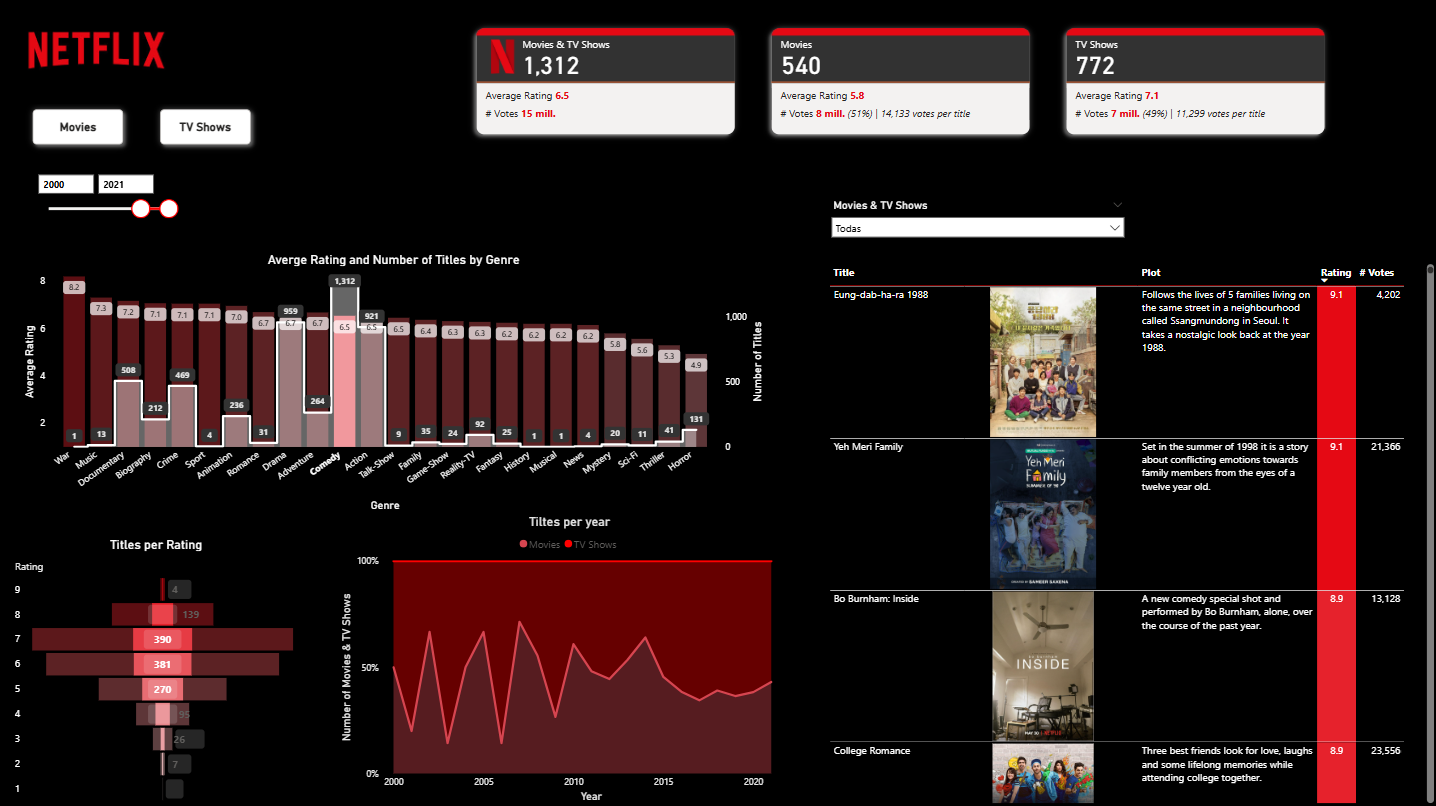 NETFLIX
Movies & TV Shows
1,312
Average Rating 6.5
# Votes 15 mill.
Movies
540
Average Rating 5.8
# Votes 8 mill. (51%) | 14,133 votes per title
TV Shows
772
Average Rating 7.1
# Votes 7 mill. (49%) | 11,299 votes per title
Movies
TV Shows
2000
2021
Averge Rating and Number of Titles by Genre
Average Rating
8
6
4
2
8.2
7.3
7.2
7.1
7.1
7.1
7.0
6.7
6.7
6.7
6.5
6.5
6.5
6.4
6.3
6.3
6.2
6.2
6.2
6.2
5.8
5.6
5.3
4.9
1
13
508
212
469
4
236
31
959
264
1,312
921
9
35
24
92
25
1
1
4
20
11
41
131
1,000
500
0
Number of Titles
War
Music
Documentary
Biography
Crime
Sport
Animation
Romance
Drama
Adventure
Comedy
Action
Talk-Show
Family
Game-Show
Reality-TV
Fantasy
History
Musical
News
Mystery
Sci-Fi
Thriller
Horror
Genre
Titles per Rating
Rating
9
4
8
139
7
390
6
381
5
270
4
95
3
26
2
7
1
Tiltes per year
Movies
TV Shows
Number of Movies & TV Shows
100%
50%
0%
2000
2005
2010
2015
2020
Year
Movies & TV Shows
Todas
Title
Plot
Rating
# Votes
Eung-dab-ha-ra 1988
Follows the lives of 5 families living on
the same street in a neighbourhood
called Ssangmundong in Seoul. It
takes a nostalgic look back at the year
1988.
9.1
4,202
Yeh Meri Family
Yeh Meri
Family
Set in the summer of 1998 it is a story
about conflicting emotions towards
family members from the eyes of a
twelve year old.
9.1
21,366
Bo Burnham: Inside
INSIDE
A new comedy special shot and
performed by Bo Burnham, alone, over
the course of the past year.
8.9
13,128
College Romance
Three best friends look for love, laughs
and some lifelong memories while
attending college together.
8.9
23,556